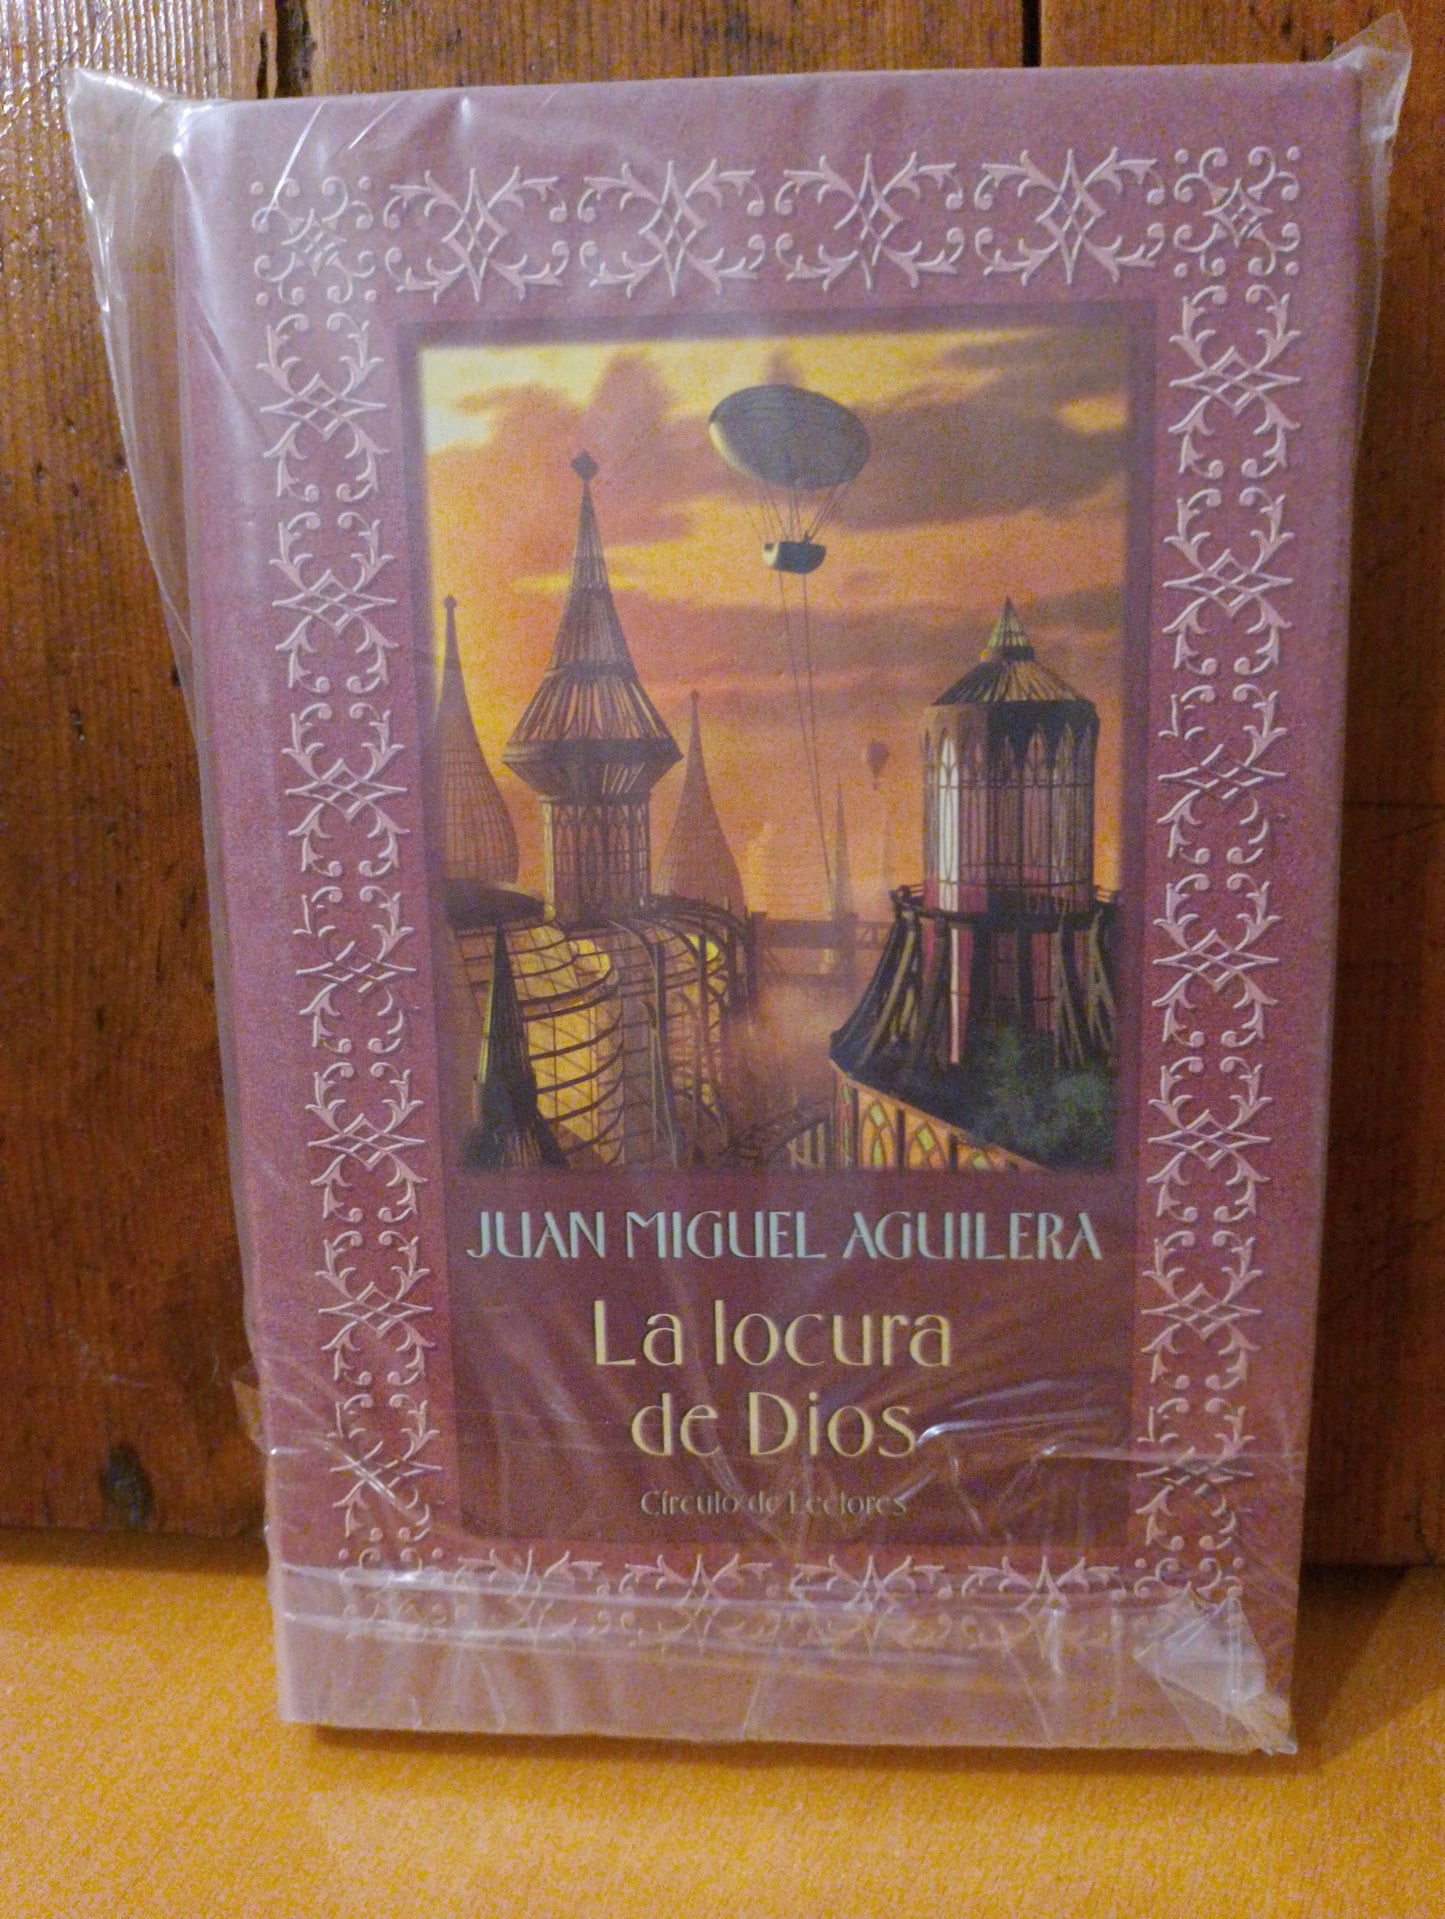 JUAN MIGUEL AGUILERA
La locura
de Dios
Círculo de Lectores